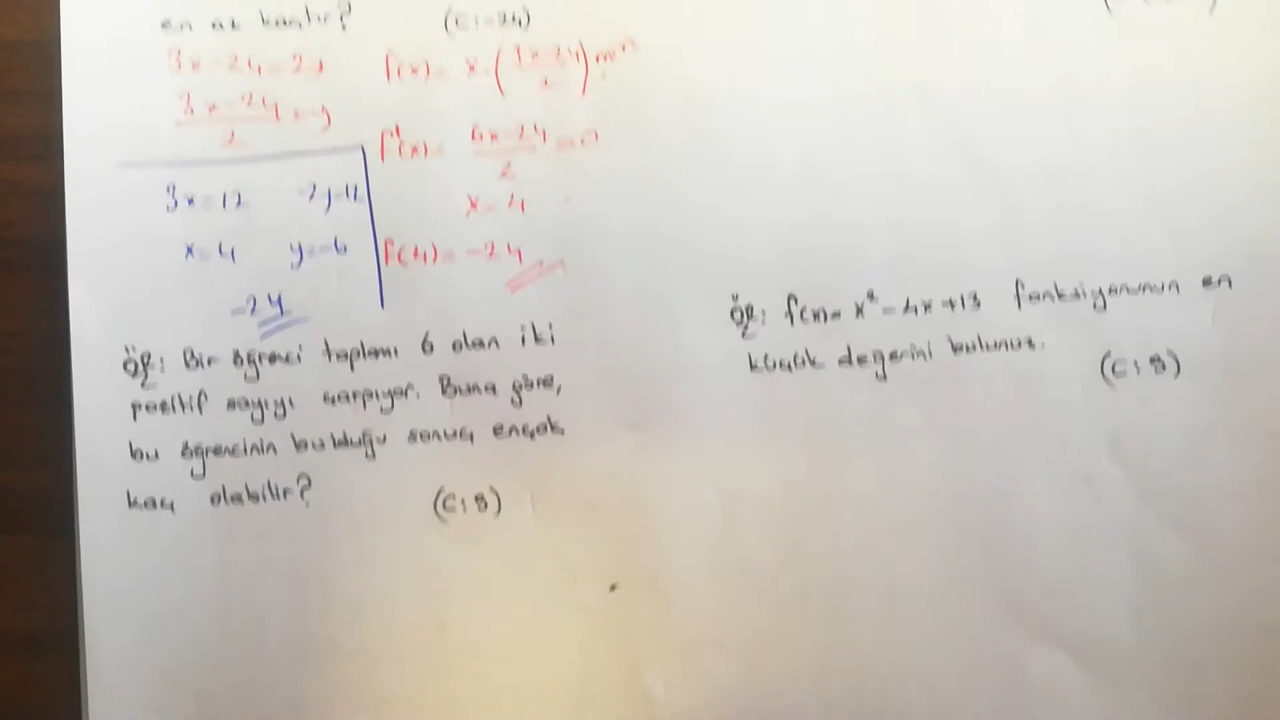 en az kaçtır? (C: -24)
3x-24=2y
3x-24/2=y
f(x)= x.(3x-24/2) min
f'(x)= 6x-24/2=0
x=4
f(4)= -24
3x=12 -2y=12
x=4 y=-6
-24
Ör: Bir öğrenci toplamı 6 olan iki
pozitif sayıyı çarpıyor. Buna göre,
bu öğrencinin bulduğu sonuç en çok
kaç olabilir? (C: 9)
Ör: f(x)= x²-4x+13 fonksiyonunun en
küçük değerini bulunuz.
(C: 9)